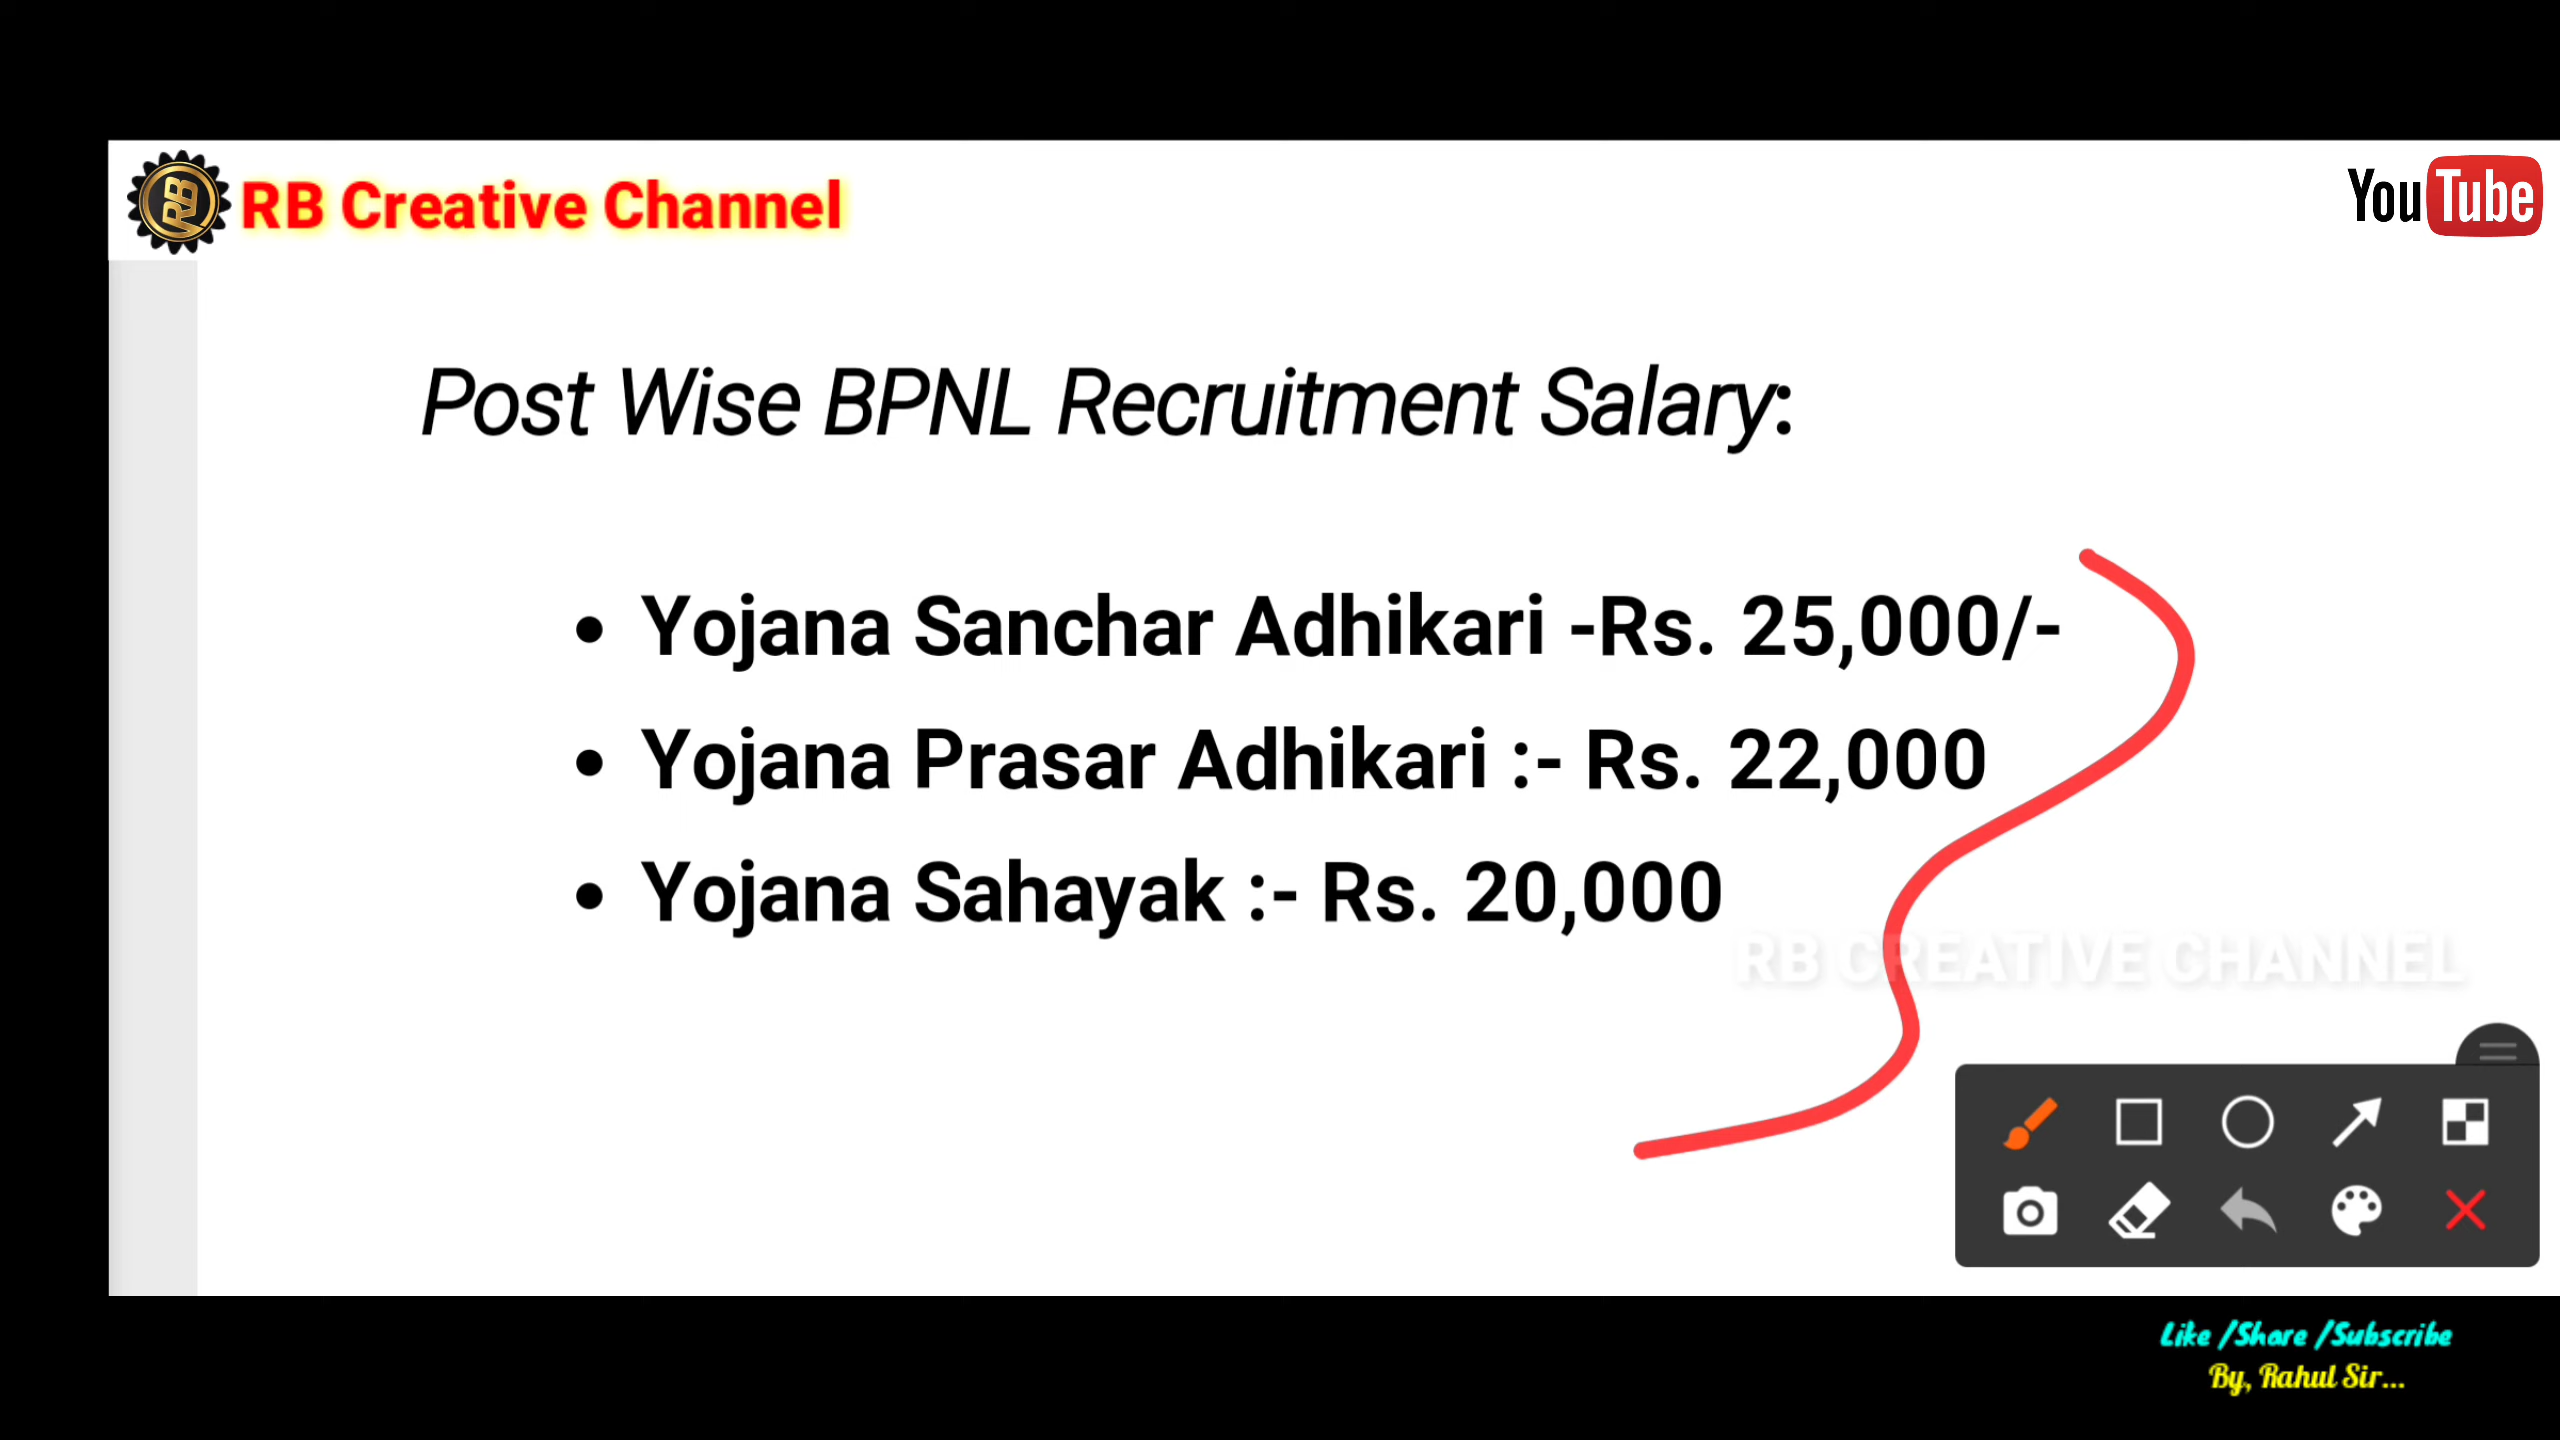 RB
RB Creative Channel
YouTube
Post Wise BPNL Recruitment Salary:
• Yojana Sanchar Adhikari -Rs. 25,000/-
• Yojana Prasar Adhikari :- Rs. 22,000
• Yojana Sahayak :- Rs. 20,000
RB CREATIVE CHANNEL
Like /Share /Subscribe
By, Rahul Sir...